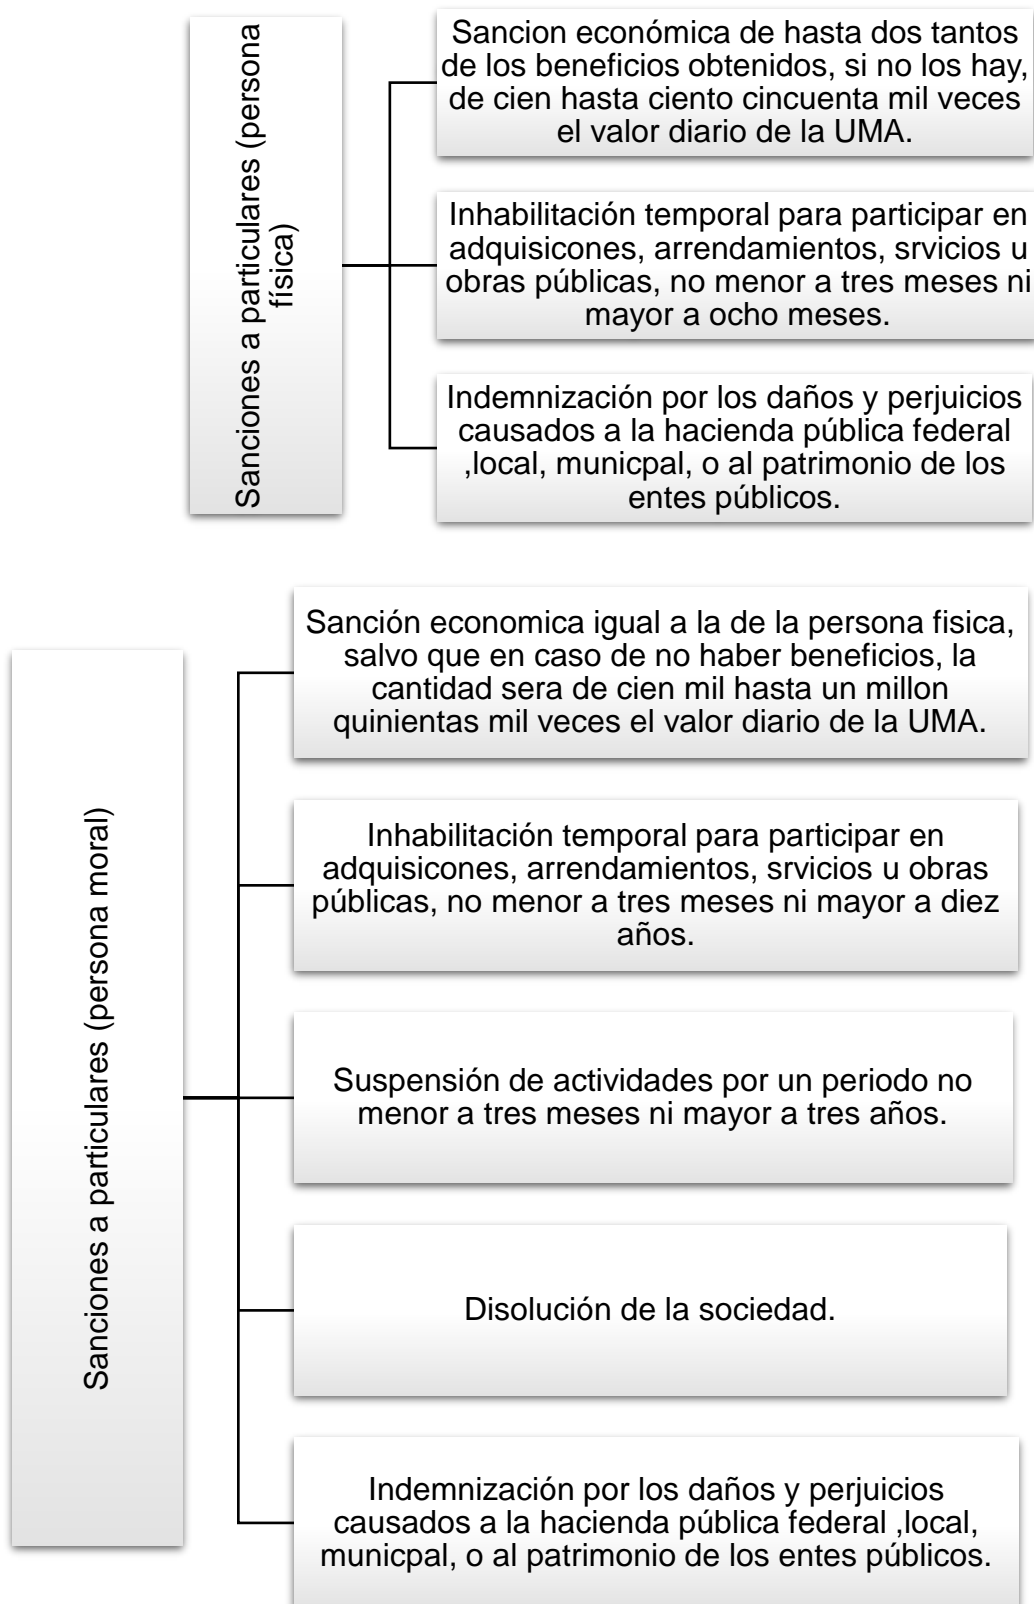 Sanciones a particulares (persona
física)
Sancion económica de hasta dos tantos
de los beneficios obtenidos, si no los hay,
de cien hasta ciento cincuenta mil veces
el valor diario de la UMA.
Inhabilitación temporal para participar en
adquisicones, arrendamientos, srvicios u
obras públicas, no menor a tres meses ni
mayor a ocho meses.
Indemnización por los daños y perjuicios
causados a la hacienda pública federal
,local, municpal, o al patrimonio de los
entes públicos.
Sanciones a particulares (persona moral)
Sanción economica igual a la de la persona fisica,
salvo que en caso de no haber beneficios, la
cantidad sera de cien mil hasta un millon
quinientas mil veces el valor diario de la UMA.
Inhabilitación temporal para participar en
adquisicones, arrendamientos, srvicios u obras
públicas, no menor a tres meses ni mayor a diez
años.
Suspensión de actividades por un periodo no
menor a tres meses ni mayor a tres años.
Disolución de la sociedad.
Indemnización por los daños y perjuicios
causados a la hacienda pública federal ,local,
municpal, o al patrimonio de los entes públicos.